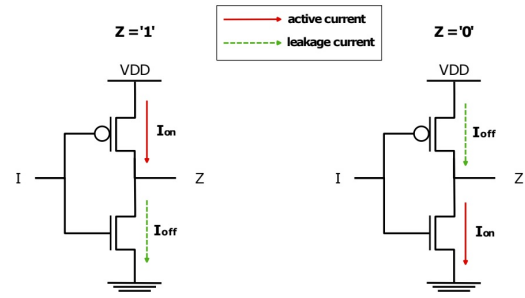 active current
leakage current
Z = '1'
VDD
Ion
I
Z
Ioff
Z = '0'
VDD
Ioff
I
Z
Ion